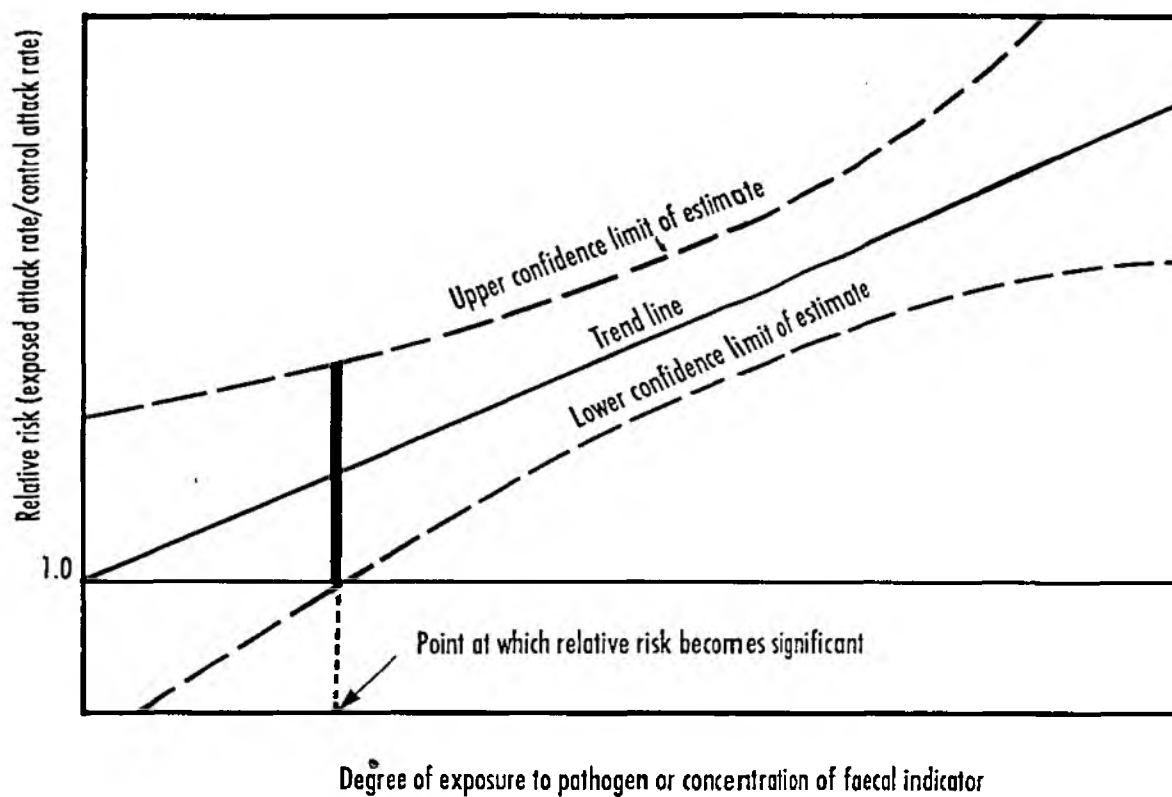 Relative risk (exposed attack rate/control attack rate)
Upper confidence limit of estimate
Trend line
Lower confidence limit of estimate
1.0
Point at which relative risk becomes significant
Degree of exposure to pathogen or concentration of faecal indicator